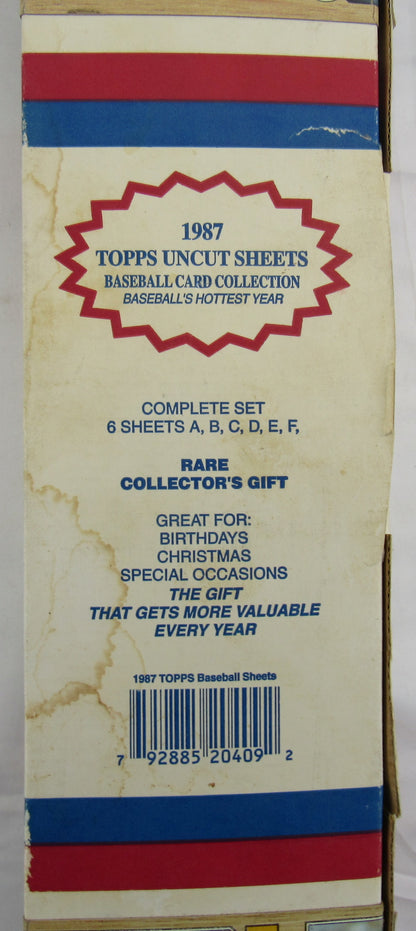 1987
TOPPS UNCUT SHEETS
BASEBALL CARD COLLECTION
BASEBALL'S HOTTEST YEAR
COMPLETE SET
6 SHEETS A, B, C, D, E, F,
RARE
COLLECTOR'S GIFT
GREAT FOR:
BIRTHDAYS
CHRISTMAS
SPECIAL OCCASIONS
THE GIFT
THAT GETS MORE VALUABLE
EVERY YEAR
1987 TOPPS Baseball Sheets
7 92885 20409 2